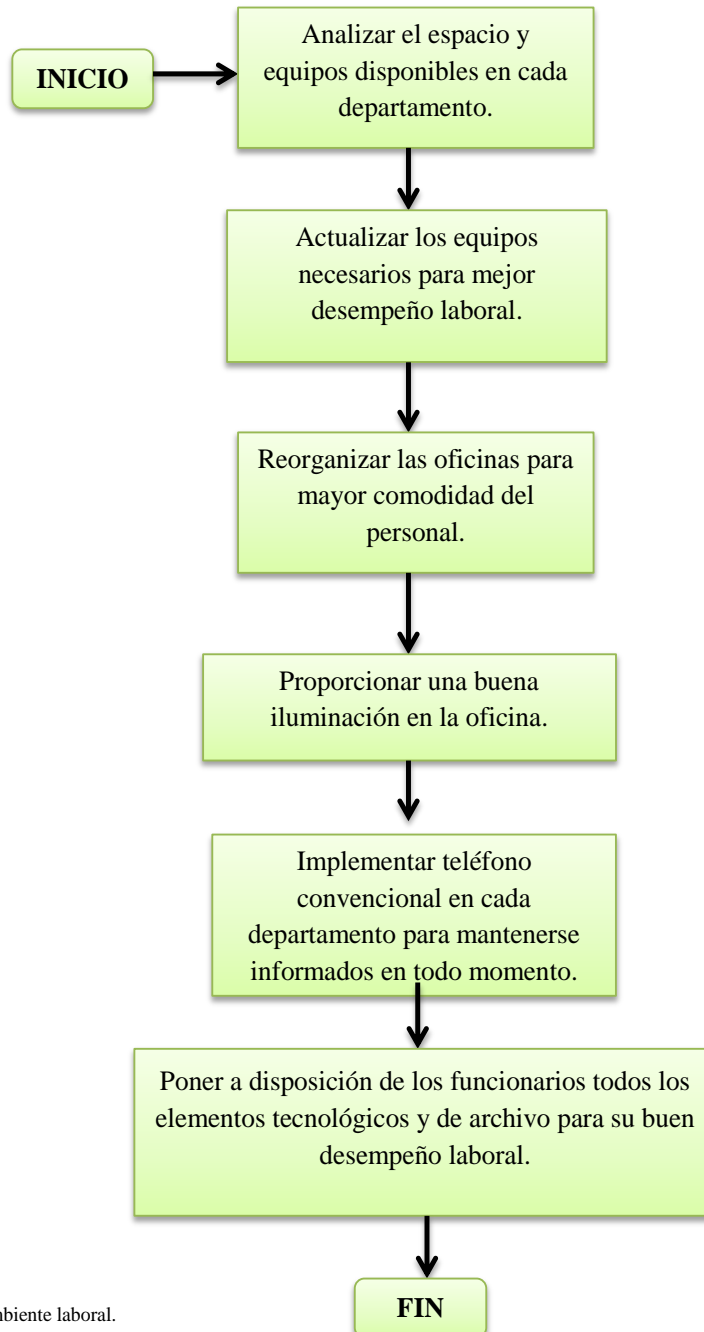 INICIO
Analizar el espacio y
equipos disponibles en cada
departamento.
Actualizar los equipos
necesarios para mejor
desempeño laboral.
Reorganizar las oficinas para
mayor comodidad del
personal.
Proporcionar una buena
iluminación en la oficina.
Implementar teléfono
convencional en cada
departamento para mantenerse
informados en todo momento.
Poner a disposición de los funcionarios todos los
elementos tecnológicos y de archivo para su buen
desempeño laboral.
FIN
laboral.